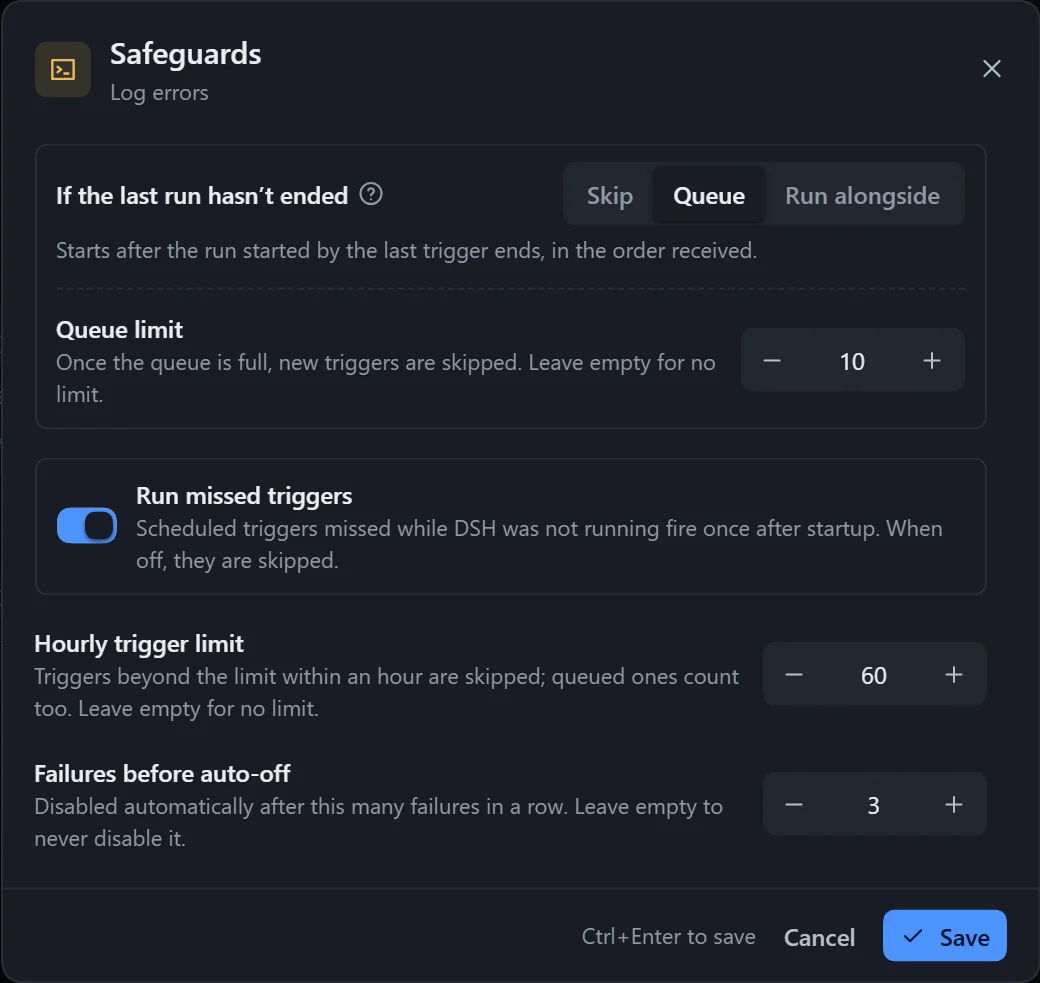 Safeguards
Log errors
If the last run hasn’t ended
Skip
Queue
Run alongside
Starts after the run started by the last trigger ends, in the order received.
Queue limit
Once the queue is full, new triggers are skipped. Leave empty for no
limit.
10
Run missed triggers
Scheduled triggers missed while DSH was not running fire once after startup. When
off, they are skipped.
Hourly trigger limit
Triggers beyond the limit within an hour are skipped; queued ones count
too. Leave empty for no limit.
60
Failures before auto-off
Disabled automatically after this many failures in a row. Leave empty to
never disable it.
3
Ctrl+Enter to save
Cancel
Save